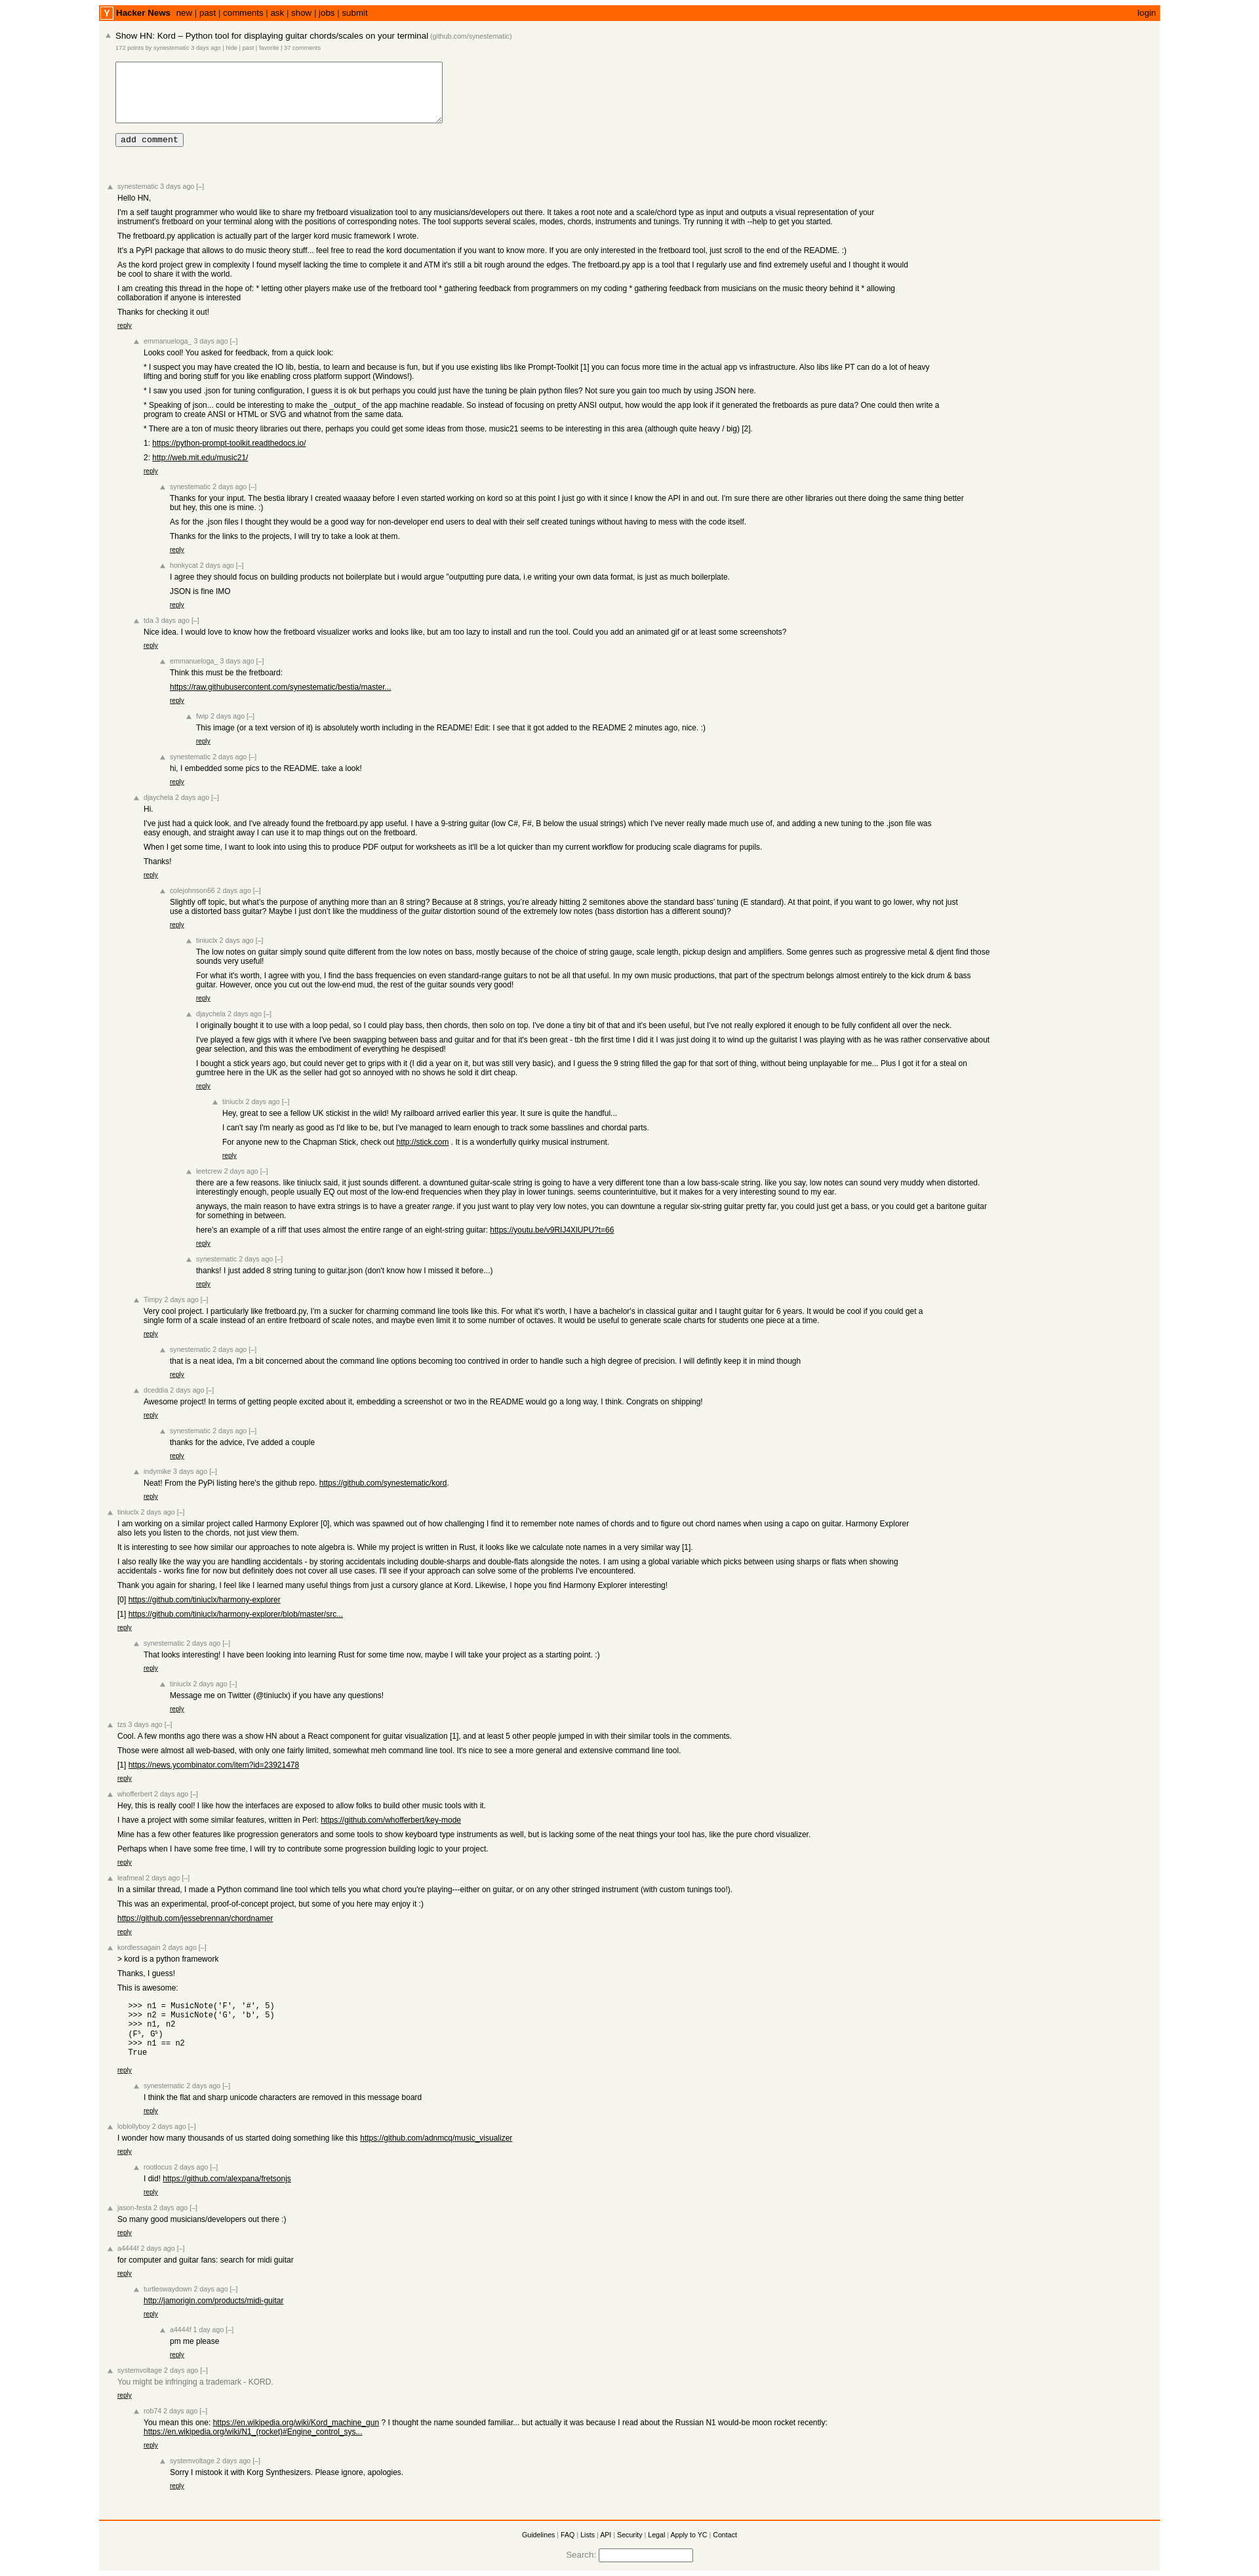 Y Hacker News new | past | comments | ask | show | jobs | submit login
Show HN: Kord – Python tool for displaying guitar chords/scales on your terminal (github.com/synestematic)
172 points by synestematic 3 days ago | hide | past | favorite | 37 comments
add comment
synestematic 3 days ago [–]
Hello HN,
I'm a self taught programmer who would like to share my fretboard visualization tool to any musicians/developers out there. It takes a root note and a scale/chord type as input and outputs a visual representation of your
instrument's fretboard on your terminal along with the positions of corresponding notes. The tool supports several scales, modes, chords, instruments and tunings. Try running it with --help to get you started.
The fretboard.py application is actually part of the larger kord music framework I wrote.
It's a PyPI package that allows to do music theory stuff... feel free to read the kord documentation if you want to know more. If you are only interested in the fretboard tool, just scroll to the end of the README. :)
As the kord project grew in complexity I found myself lacking the time to complete it and ATM it's still a bit rough around the edges. The fretboard.py app is a tool that I regularly use and find extremely useful and I thought it would
be cool to share it with the world.
I am creating this thread in the hope of: * letting other players make use of the fretboard tool * gathering feedback from programmers on my coding * gathering feedback from musicians on the music theory behind it * allowing
collaboration if anyone is interested
Thanks for checking it out!
reply
emmanueloga_ 3 days ago [–]
Looks cool! You asked for feedback, from a quick look:
* I suspect you may have created the IO lib, bestia, to learn and because is fun, but if you use existing libs like Prompt-Toolkit [1] you can focus more time in the actual app vs infrastructure. Also libs like PT can do a lot of heavy
lifting and boring stuff for you like enabling cross platform support (Windows!).
* I saw you used .json for tuning configuration, I guess it is ok but perhaps you could just have the tuning be plain python files? Not sure you gain too much by using JSON here.
* Speaking of json... could be interesting to make the _output_ of the app machine readable. So instead of focusing on pretty ANSI output, how would the app look if it generated the fretboards as pure data? One could then write a
program to create ANSI or HTML or SVG and whatnot from the same data.
* There are a ton of music theory libraries out there, perhaps you could get some ideas from those. music21 seems to be interesting in this area (although quite heavy / big) [2].
1: https://python-prompt-toolkit.readthedocs.io/
2: http://web.mit.edu/music21/
reply
synestematic 2 days ago [–]
Thanks for your input. The bestia library I created waaaay before I even started working on kord so at this point I just go with it since I know the API in and out. I'm sure there are other libraries out there doing the same thing better
but hey, this one is mine. :)
As for the .json files I thought they would be a good way for non-developer end users to deal with their self created tunings without having to mess with the code itself.
Thanks for the links to the projects, I will try to take a look at them.
reply
honkycat 2 days ago [–]
I agree they should focus on building products not boilerplate but i would argue "outputting pure data, i.e writing your own data format, is just as much boilerplate.
JSON is fine IMO
reply
tda 3 days ago [–]
Nice idea. I would love to know how the fretboard visualizer works and looks like, but am too lazy to install and run the tool. Could you add an animated gif or at least some screenshots?
reply
emmanueloga_ 3 days ago [–]
Think this must be the fretboard:
https://raw.githubusercontent.com/synestematic/bestia/master...
reply
fwip 2 days ago [–]
This image (or a text version of it) is absolutely worth including in the README! Edit: I see that it got added to the README 2 minutes ago, nice. :)
reply
synestematic 2 days ago [–]
hi, I embedded some pics to the README. take a look!
reply
djaychela 2 days ago [–]
Hi.
I've just had a quick look, and I've already found the fretboard.py app useful. I have a 9-string guitar (low C#, F#, B below the usual strings) which I've never really made much use of, and adding a new tuning to the .json file was
easy enough, and straight away I can use it to map things out on the fretboard.
When I get some time, I want to look into using this to produce PDF output for worksheets as it'll be a lot quicker than my current workflow for producing scale diagrams for pupils.
Thanks!
reply
colejohnson66 2 days ago [–]
Slightly off topic, but what’s the purpose of anything more than an 8 string? Because at 8 strings, you’re already hitting 2 semitones above the standard bass’ tuning (E standard). At that point, if you want to go lower, why not just
use a distorted bass guitar? Maybe I just don’t like the muddiness of the guitar distortion sound of the extremely low notes (bass distortion has a different sound)?
reply
tiniuclx 2 days ago [–]
The low notes on guitar simply sound quite different from the low notes on bass, mostly because of the choice of string gauge, scale length, pickup design and amplifiers. Some genres such as progressive metal & djent find those
sounds very useful!
For what it's worth, I agree with you, I find the bass frequencies on even standard-range guitars to not be all that useful. In my own music productions, that part of the spectrum belongs almost entirely to the kick drum & bass
guitar. However, once you cut out the low-end mud, the rest of the guitar sounds very good!
reply
djaychela 2 days ago [–]
I originally bought it to use with a loop pedal, so I could play bass, then chords, then solo on top. I've done a tiny bit of that and it's been useful, but I've not really explored it enough to be fully confident all over the neck.
I've played a few gigs with it where I've been swapping between bass and guitar and for that it's been great - tbh the first time I did it I was just doing it to wind up the guitarist I was playing with as he was rather conservative about
gear selection, and this was the embodiment of everything he despised!
I bought a stick years ago, but could never get to grips with it (I did a year on it, but was still very basic), and I guess the 9 string filled the gap for that sort of thing, without being unplayable for me... Plus I got it for a steal on
gumtree here in the UK as the seller had got so annoyed with no shows he sold it dirt cheap.
reply
tiniuclx 2 days ago [–]
Hey, great to see a fellow UK stickist in the wild! My railboard arrived earlier this year. It sure is quite the handful...
I can't say I'm nearly as good as I'd like to be, but I've managed to learn enough to track some basslines and chordal parts.
For anyone new to the Chapman Stick, check out http://stick.com . It is a wonderfully quirky musical instrument.
reply
leetcrew 2 days ago [–]
there are a few reasons. like tiniuclx said, it just sounds different. a downtuned guitar-scale string is going to have a very different tone than a low bass-scale string. like you say, low notes can sound very muddy when distorted.
interestingly enough, people usually EQ out most of the low-end frequencies when they play in lower tunings. seems counterintuitive, but it makes for a very interesting sound to my ear.
anyways, the main reason to have extra strings is to have a greater range. if you just want to play very low notes, you can downtune a regular six-string guitar pretty far, you could just get a bass, or you could get a baritone guitar
for something in between.
here's an example of a riff that uses almost the entire range of an eight-string guitar: https://youtu.be/v9RIJ4XlUPU?t=66
reply
synestematic 2 days ago [–]
thanks! I just added 8 string tuning to guitar.json (don't know how I missed it before...)
reply
Timpy 2 days ago [–]
Very cool project. I particularly like fretboard.py, I'm a sucker for charming command line tools like this. For what it's worth, I have a bachelor's in classical guitar and I taught guitar for 6 years. It would be cool if you could get a
single form of a scale instead of an entire fretboard of scale notes, and maybe even limit it to some number of octaves. It would be useful to generate scale charts for students one piece at a time.
reply
synestematic 2 days ago [–]
that is a neat idea, I'm a bit concerned about the command line options becoming too contrived in order to handle such a high degree of precision. I will defintly keep it in mind though
reply
dceddia 2 days ago [–]
Awesome project! In terms of getting people excited about it, embedding a screenshot or two in the README would go a long way, I think. Congrats on shipping!
reply
synestematic 2 days ago [–]
thanks for the advice, I've added a couple
reply
indymike 3 days ago [–]
Neat! From the PyPi listing here's the github repo. https://github.com/synestematic/kord.
reply
tiniuclx 2 days ago [–]
I am working on a similar project called Harmony Explorer [0], which was spawned out of how challenging I find it to remember note names of chords and to figure out chord names when using a capo on guitar. Harmony Explorer
also lets you listen to the chords, not just view them.
It is interesting to see how similar our approaches to note algebra is. While my project is written in Rust, it looks like we calculate note names in a very similar way [1].
I also really like the way you are handling accidentals - by storing accidentals including double-sharps and double-flats alongside the notes. I am using a global variable which picks between using sharps or flats when showing
accidentals - works fine for now but definitely does not cover all use cases. I'll see if your approach can solve some of the problems I've encountered.
Thank you again for sharing, I feel like I learned many useful things from just a cursory glance at Kord. Likewise, I hope you find Harmony Explorer interesting!
[0] https://github.com/tiniuclx/harmony-explorer
[1] https://github.com/tiniuclx/harmony-explorer/blob/master/src...
reply
synestematic 2 days ago [–]
That looks interesting! I have been looking into learning Rust for some time now, maybe I will take your project as a starting point. :)
reply
tiniuclx 2 days ago [–]
Message me on Twitter (@tiniuclx) if you have any questions!
reply
tzs 3 days ago [–]
Cool. A few months ago there was a show HN about a React component for guitar visualization [1], and at least 5 other people jumped in with their similar tools in the comments.
Those were almost all web-based, with only one fairly limited, somewhat meh command line tool. It's nice to see a more general and extensive command line tool.
[1] https://news.ycombinator.com/item?id=23921478
reply
whofferbert 2 days ago [–]
Hey, this is really cool! I like how the interfaces are exposed to allow folks to build other music tools with it.
I have a project with some similar features, written in Perl: https://github.com/whofferbert/key-mode
Mine has a few other features like progression generators and some tools to show keyboard type instruments as well, but is lacking some of the neat things your tool has, like the pure chord visualizer.
Perhaps when I have some free time, I will try to contribute some progression building logic to your project.
reply
leafmeal 2 days ago [–]
In a similar thread, I made a Python command line tool which tells you what chord you're playing---either on guitar, or on any other stringed instrument (with custom tunings too!).
This was an experimental, proof-of-concept project, but some of you here may enjoy it :)
https://github.com/jessebrennan/chordnamer
reply
kordlessagain 2 days ago [–]
> kord is a python framework
Thanks, I guess!
This is awesome:
>>> n1 = MusicNote('F', '#', 5)
>>> n2 = MusicNote('G', 'b', 5)
>>> n1, n2
(F⁵, G⁵)
>>> n1 == n2
True
reply
synestematic 2 days ago [–]
I think the flat and sharp unicode characters are removed in this message board
reply
loblollyboy 2 days ago [–]
I wonder how many thousands of us started doing something like this https://github.com/adnmcq/music_visualizer
reply
rootlocus 2 days ago [–]
I did! https://github.com/alexpana/fretsonjs
reply
jason-festa 2 days ago [–]
So many good musicians/developers out there :)
reply
a4444f 2 days ago [–]
for computer and guitar fans: search for midi guitar
reply
turtleswaydown 2 days ago [–]
http://jamorigin.com/products/midi-guitar
reply
a4444f 1 day ago [–]
pm me please
reply
systemvoltage 2 days ago [–]
You might be infringing a trademark - KORD.
reply
rob74 2 days ago [–]
You mean this one: https://en.wikipedia.org/wiki/Kord_machine_gun ? I thought the name sounded familiar... but actually it was because I read about the Russian N1 would-be moon rocket recently:
https://en.wikipedia.org/wiki/N1_(rocket)#Engine_control_sys...
reply
systemvoltage 2 days ago [–]
Sorry I mistook it with Korg Synthesizers. Please ignore, apologies.
reply
Guidelines | FAQ | Lists | API | Security | Legal | Apply to YC | Contact
Search: